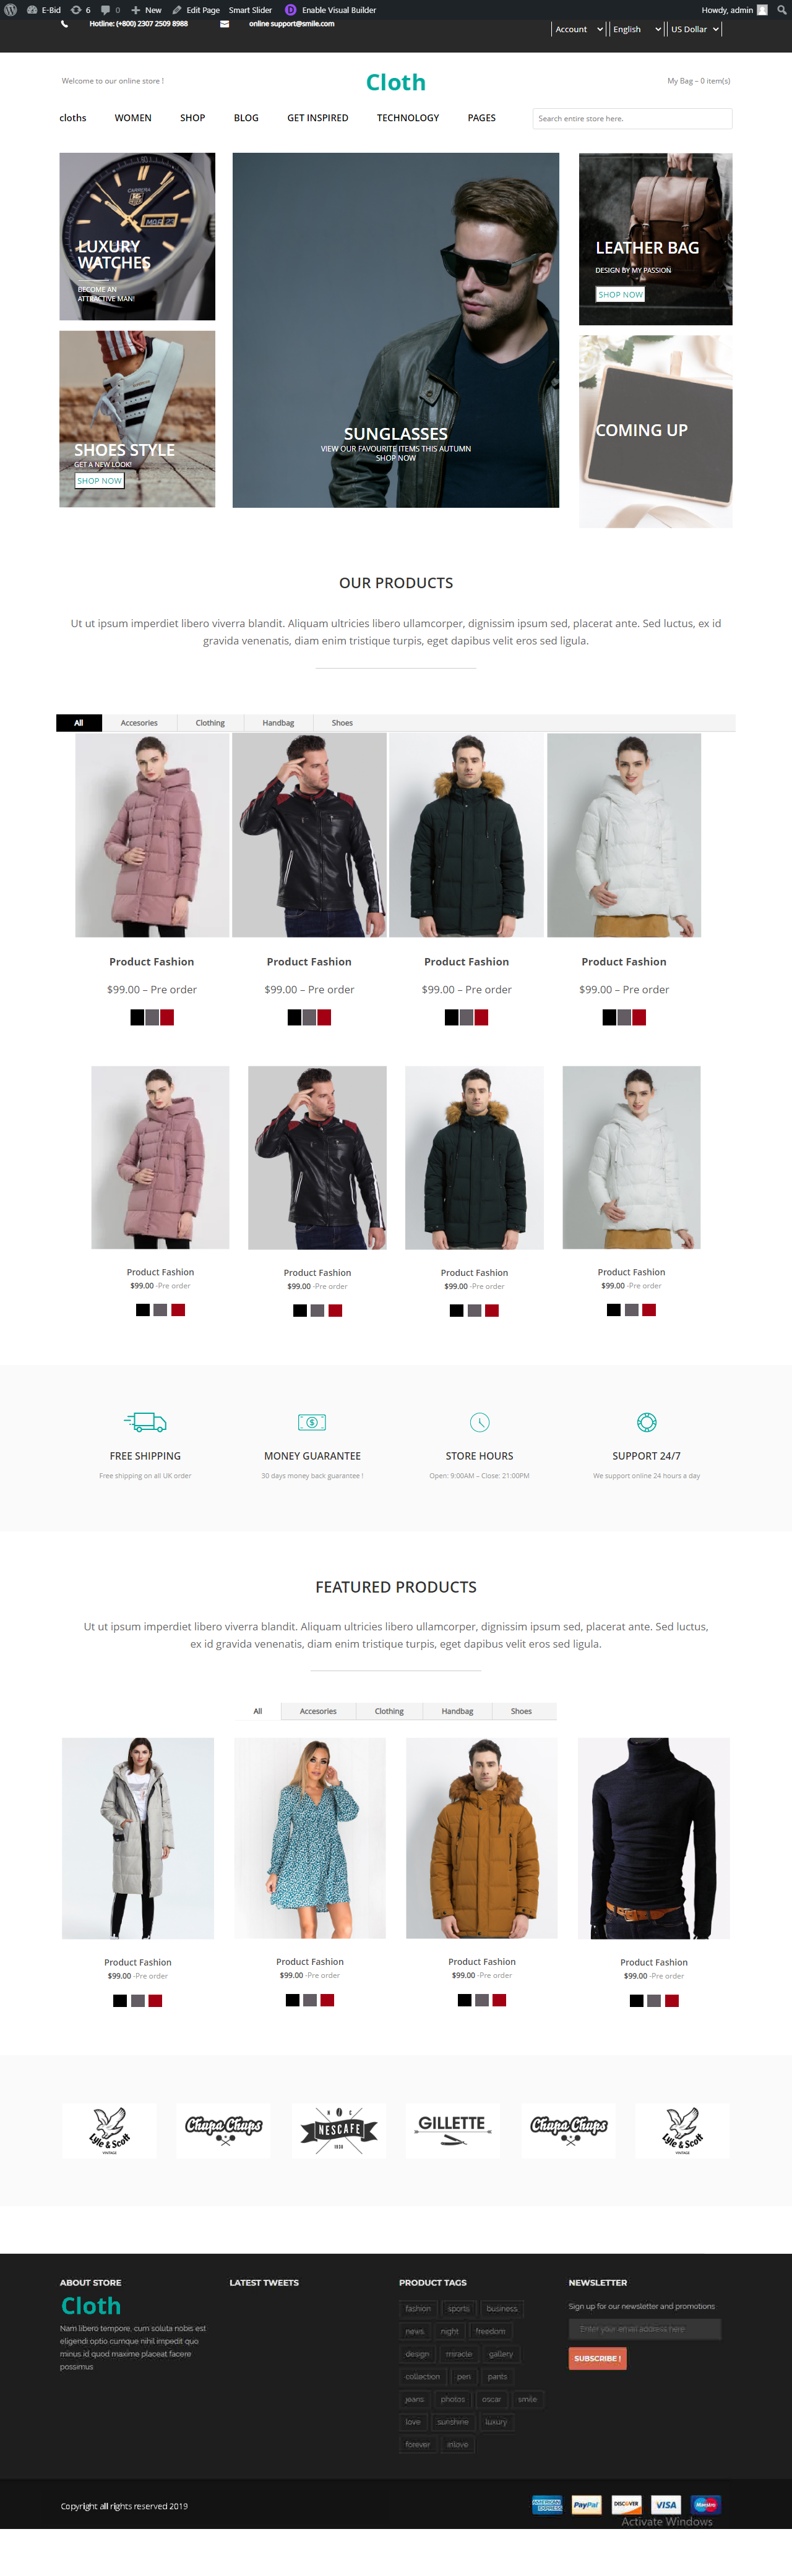 E-Bid 6 0 New Edit Page Smart Slider Enable Visual Builder Howdy, admin
Hotline: (+800) 2307 2509 8988 online support@smile.com Account English US Dollar
Welcome to our online store ! Cloth My Bag – 0 item(s)
cloths WOMEN SHOP BLOG GET INSPIRED TECHNOLOGY PAGES Search entire store here.
CARRERA
TAG
LUXURY
WATCHES
BECOME AN
ATTRACTIVE MAN!
SHOES STYLE
GET A NEW LOOK!
SHOP NOW
SUNGLASSES
VIEW OUR FAVOURITE ITEMS THIS AUTUMN
SHOP NOW
LEATHER BAG
DESIGN BY MY PASSION
SHOP NOW
COMING UP
OUR PRODUCTS
Ut ut ipsum imperdiet libero viverra blandit. Aliquam ultricies libero ullamcorper, dignissim ipsum sed, placerat ante. Sed luctus, ex id
gravida venenatis, diam enim tristique turpis, eget dapibus velit eros sed ligula.
All Accesories Clothing Handbag Shoes
Product Fashion Product Fashion Product Fashion Product Fashion
$99.00 – Pre order $99.00 – Pre order $99.00 – Pre order $99.00 – Pre order
Product Fashion Product Fashion Product Fashion Product Fashion
$99.00 -Pre order $99.00 -Pre order $99.00 -Pre order $99.00 -Pre order
FREE SHIPPING MONEY GUARANTEE STORE HOURS SUPPORT 24/7
Free shipping on all UK order 30 days money back guarantee ! Open: 9:00AM – Close: 21:00PM We support online 24 hours a day
FEATURED PRODUCTS
Ut ut ipsum imperdiet libero viverra blandit. Aliquam ultricies libero ullamcorper, dignissim ipsum sed, placerat ante. Sed luctus,
ex id gravida venenatis, diam enim tristique turpis, eget dapibus velit eros sed ligula.
All Accesories Clothing Handbag Shoes
Product Fashion Product Fashion Product Fashion Product Fashion
$99.00 -Pre order $99.00 -Pre order $99.00 -Pre order $99.00 -Pre order
Lyle & Scott VINTAGE
Chupa Chups
N C NESCAFE 1938
GILLETTE
Chupa Chups
Lyle & Scott VINTAGE
ABOUT STORE
Cloth
Nam libero tempore, cum soluta nobis est
eligendi optio cumque nihil impedit quo
minus id quod maxime placeat facere
possimus
LATEST TWEETS
PRODUCT TAGS
fashion sports business
news night freedom
design miracle gallery
collection pen pants
jeans photos oscar smile
love sunshine luxury
forever inlove
NEWSLETTER
Sign up for our newsletter and promotions
Enter your email address here
SUBSCRIBE !
Copyright all rights reserved 2019
AMERICAN EXPRESS PayPal DISCOVER VISA Maestro
Activate Windows